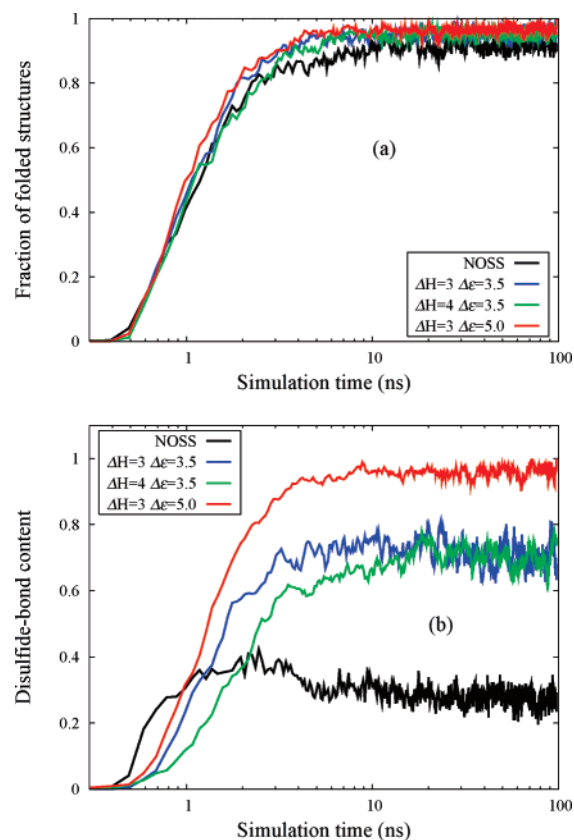 1
0.8
0.6
0.4
0.2
0
Fraction of folded structures
(a)
NOSS
ΔH=3 Δε=3.5
ΔH=4 Δε=3.5
ΔH=3 Δε=5.0
1 10 100
Simulation time (ns)
NOSS
ΔH=3 Δε=3.5
ΔH=4 Δε=3.5
ΔH=3 Δε=5.0
1
0.8
0.6
0.4
0.2
0
Disulfide-bond content
(b)
1 10 100
Simulation time (ns)